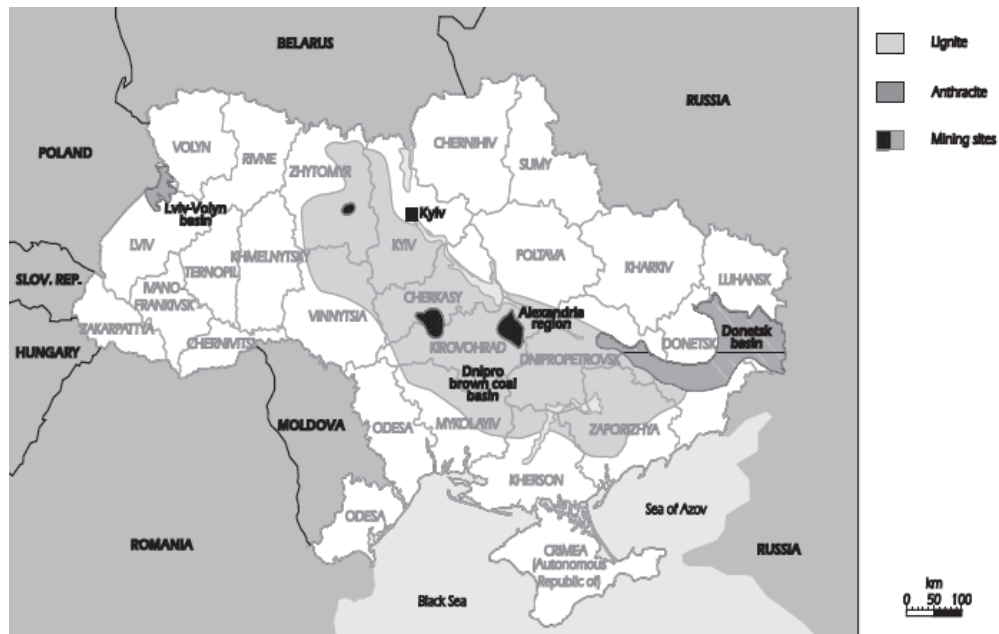 BELARUS
Lignite
Anthracite
RUSSIA
Mining sites
VOLYN
RIVNE
CHERNIHIV
POLAND
ZHYTOMYR
SUMY
Lviv-Volyn
basin
Kyiv
LVIV
KYIV
POLTAVA
KHMELNYTSK
KHARKIV
TERNOPIL
SLOV. REP.
LUHANSK
IVANO-
FRANKIVSK
CHERKASY
VINNYTSIA
Alexandria
region
ZAKARPATTYA
Donetsk
basin
CHERNIVITSI
KIROVOHRAD
DONETSK
HUNGARY
DNIPROPETROVSK
Dnipro
brown coal
basin
MOLDOVA
ODESA
MYKOLAYIV
ZAPORIZHYA
KHERSON
Sea of Azov
ODESA
ROMANIA
CRIMEA
(Autonomous
Republic of)
RUSSIA
km
0 50 100
Black Sea